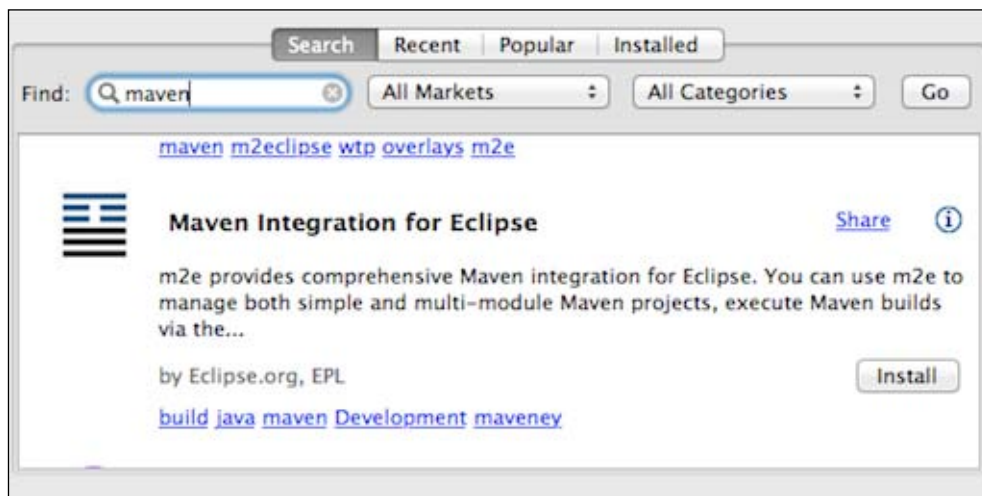 Search Recent Popular Installed
Find: maven All Markets All Categories Go
maven m2eclipse wtp overlays m2e
Maven Integration for Eclipse Share
m2e provides comprehensive Maven integration for Eclipse. You can use m2e to
manage both simple and multi-module Maven projects, execute Maven builds
via the...
by Eclipse.org, EPL Install
build java maven Development maveney